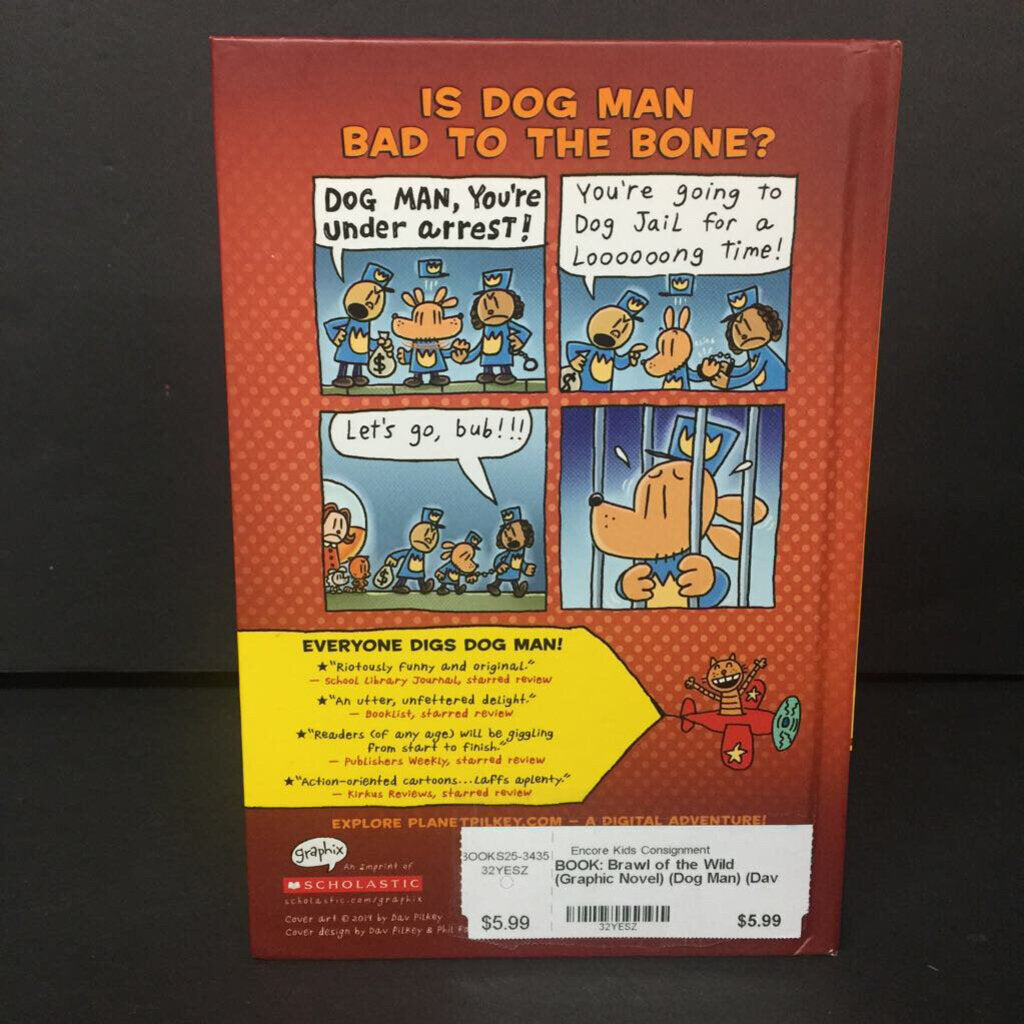 IS DOG MAN
BAD TO THE BONE?
DOG MAN, You're
under arrest!
You're going to
Dog Jail for a
Loooooong Time!
$
Let's go, bub!!!
$
EVERYONE DIGS DOG MAN!
★"Riotously funny and original."
— School Library Journal, starred review
★"An utter, unfettered delight."
— Booklist, starred review
★"Readers (of any age) will be giggling
from start to finish."
— Publishers Weekly, starred review
★"Action-oriented cartoons...Laffs aplenty."
— Kirkus Reviews, starred review
EXPLORE PLANETPILKEY.COM — A DIGITAL ADVENTURE!
graphix
An Imprint of
SCHOLASTIC
scholastic.com/graphix
Cover art © 2019 by Dav Pilkey
Cover design by Dav Pilkey & Phil
BOOKS25-3435
32YESZ
$5.99
Encore Kids Consignment
BOOK: Brawl of the Wild
(Graphic Novel) (Dog Man) (Dav
32YESZ
$5.99